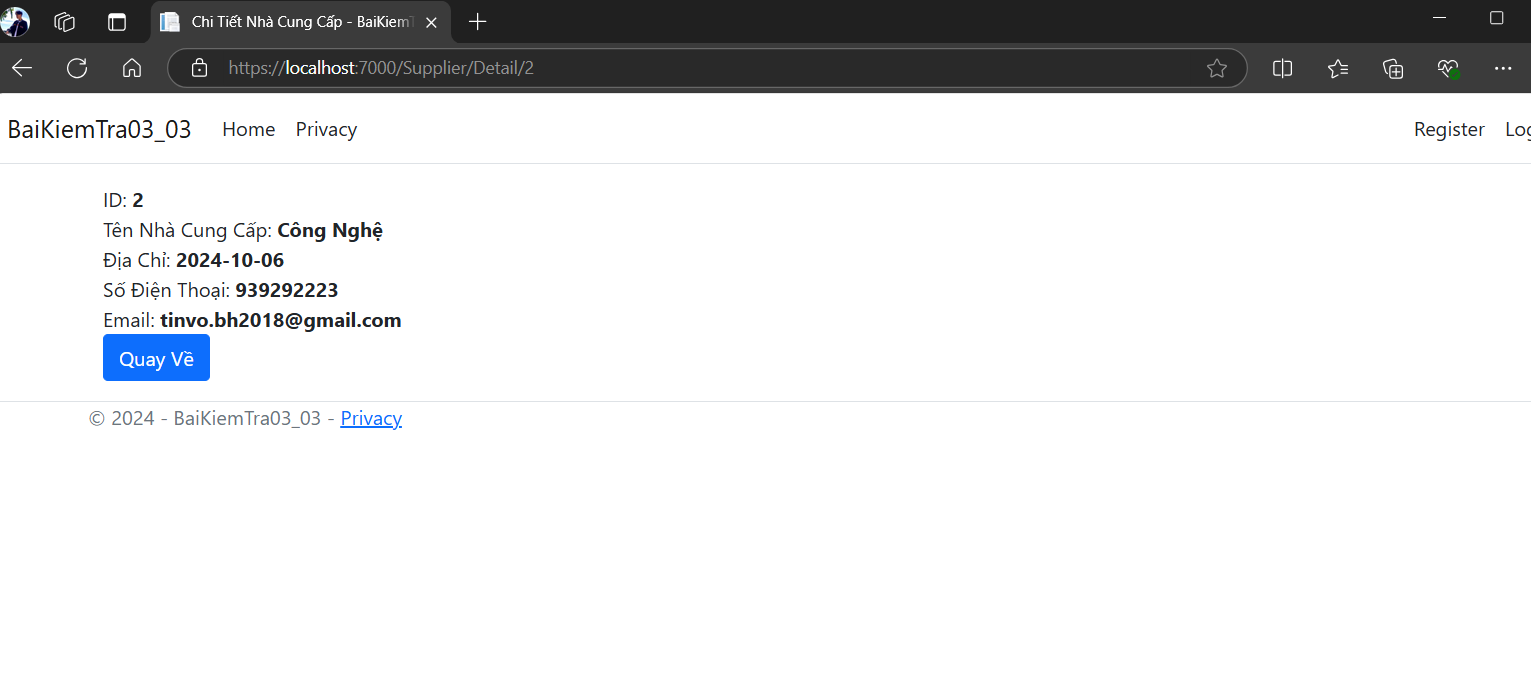 Chi Tiết Nhà Cung Cấp - BaiKiemT
https://localhost:7000/Supplier/Detail/2
BaiKiemTra03_03 Home Privacy Register Log
ID: 2
Tên Nhà Cung Cấp: Công Nghệ
Địa Chỉ: 2024-10-06
Số Điện Thoại: 939292223
Email: tinvo.bh2018@gmail.com
Quay Về
© 2024 - BaiKiemTra03_03 - Privacy